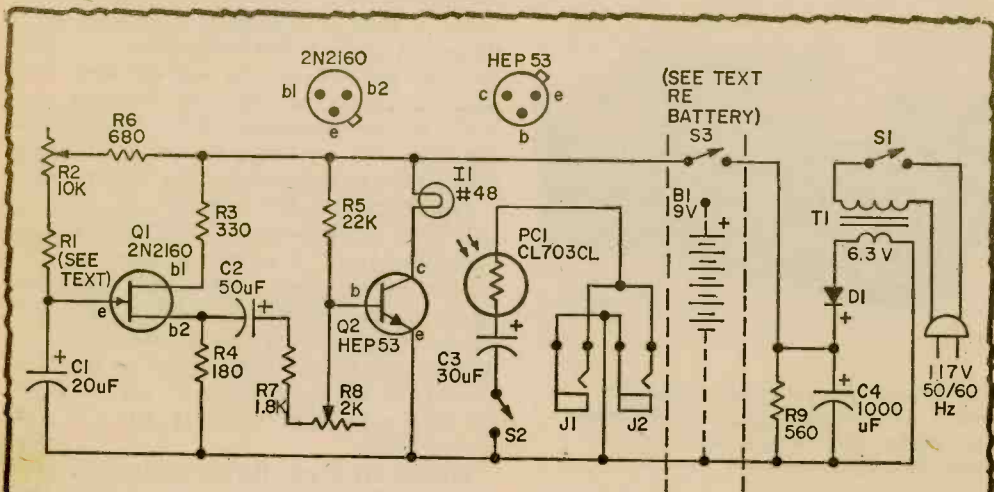 2N2160
b1
b2
e
HEP 53
c
e
b
(SEE TEXT
RE
BATTERY)
S3
S1
R6
680
R2
10K
R1
(SEE
TEXT)
Q1
2N2160
R3
330
b1
e
b2
C2
50uF
+
R5
22K
I1
#48
b
c
e
Q2
HEP 53
PC1
CL703CL
+
C3
30uF
S2
J1
J2
B1
9V
+
T1
6.3 V
D1
+
117V
50/60
Hz
+
C1
20uF
R4
180
R7
1.8K
R8
2K
R9
560
+
C4
1000
uF